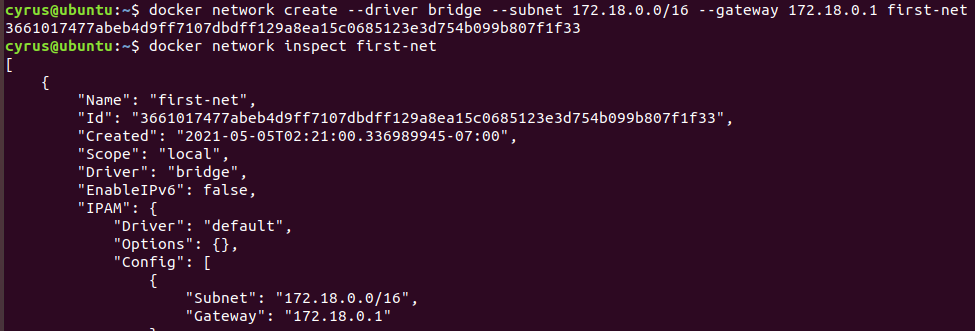 cyrus@ubuntu:~$ docker network create --driver bridge --subnet 172.18.0.0/16 --gateway 172.18.0.1 first-net
3661017477abeb4d9ff7107dbdff129a8ea15c0685123e3d754b099b807f1f33
cyrus@ubuntu:~$ docker network inspect first-net
[
    {
        "Name": "first-net",
        "Id": "3661017477abeb4d9ff7107dbdff129a8ea15c0685123e3d754b099b807f1f33",
        "Created": "2021-05-05T02:21:00.336989945-07:00",
        "Scope": "local",
        "Driver": "bridge",
        "EnableIPv6": false,
        "IPAM": {
            "Driver": "default",
            "Options": {},
            "Config": [
                {
                    "Subnet": "172.18.0.0/16",
                    "Gateway": "172.18.0.1"